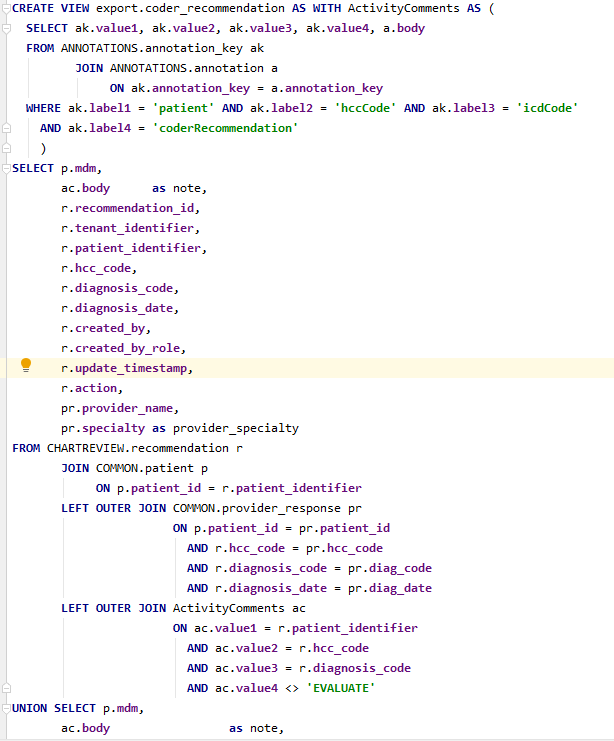 CREATE VIEW export.coder_recommendation AS WITH ActivityComments AS (
SELECT ak.value1, ak.value2, ak.value3, ak.value4, a.body
FROM ANNOTATIONS.annotation_key ak
JOIN ANNOTATIONS.annotation a
ON ak.annotation_key = a.annotation_key
WHERE ak.label1 = 'patient' AND ak.label2 = 'hccCode' AND ak.label3 = 'icdCode'
AND ak.label4 = 'coderRecommendation'
)
SELECT p.mdm,
ac.body as note,
r.recommendation_id,
r.tenant_identifier,
r.patient_identifier,
r.hcc_code,
r.diagnosis_code,
r.diagnosis_date,
r.created_by,
r.created_by_role,
r.update_timestamp,
r.action,
pr.provider_name,
pr.specialty as provider_specialty
FROM CHARTREVIEW.recommendation r
JOIN COMMON.patient p
ON p.patient_id = r.patient_identifier
LEFT OUTER JOIN COMMON.provider_response pr
ON p.patient_id = pr.patient_id
AND r.hcc_code = pr.hcc_code
AND r.diagnosis_code = pr.diag_code
AND r.diagnosis_date = pr.diag_date
LEFT OUTER JOIN ActivityComments ac
ON ac.value1 = r.patient_identifier
AND ac.value2 = r.hcc_code
AND ac.value3 = r.diagnosis_code
AND ac.value4 <> 'EVALUATE'
UNION SELECT p.mdm,
ac.body as note,